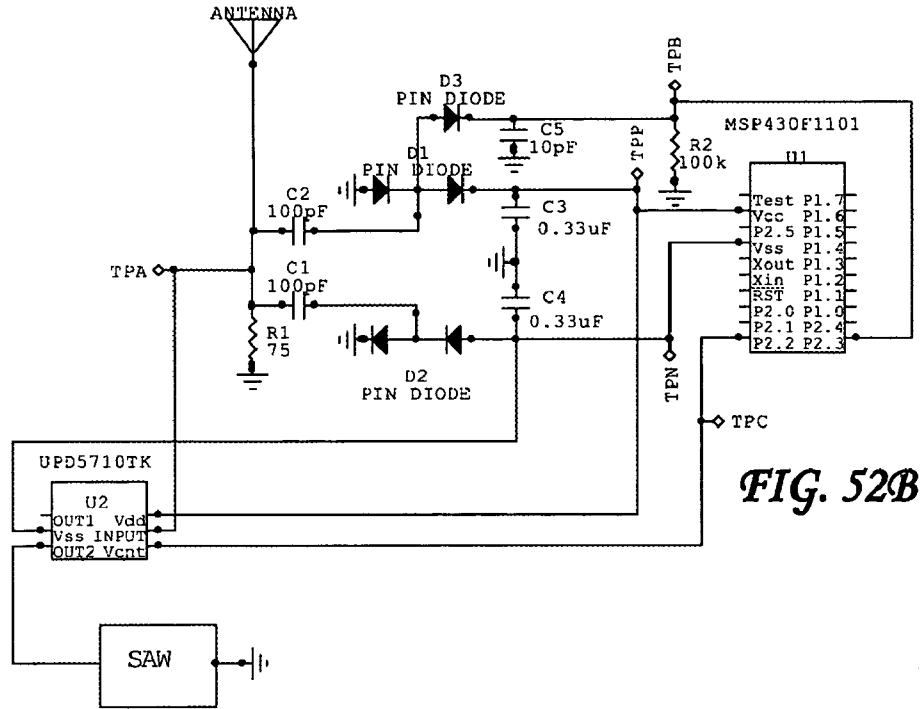 ANTENNA
TPB
D3
PIN DIODE
MSP430F1101
C5
10pF
R2
100k
TPP
U1
D1
PIN DIODE
C2
100pF
C3
0.33uF
Test P1.7
Vcc P1.6
P2.5 P1.5
Vss P1.4
Xout P1.3
Xin P1.2
RST P1.1
P2.0 P1.0
P2.1 P2.4
P2.2 P2.3
TPA
C1
100pF
C4
0.33uF
R1
75
D2
PIN DIODE
TPN
TPC
UPD5710TK
U2
OUT1 Vdd
Vss INPUT
OUT2 Vcnt
FIG. 52B
SAW